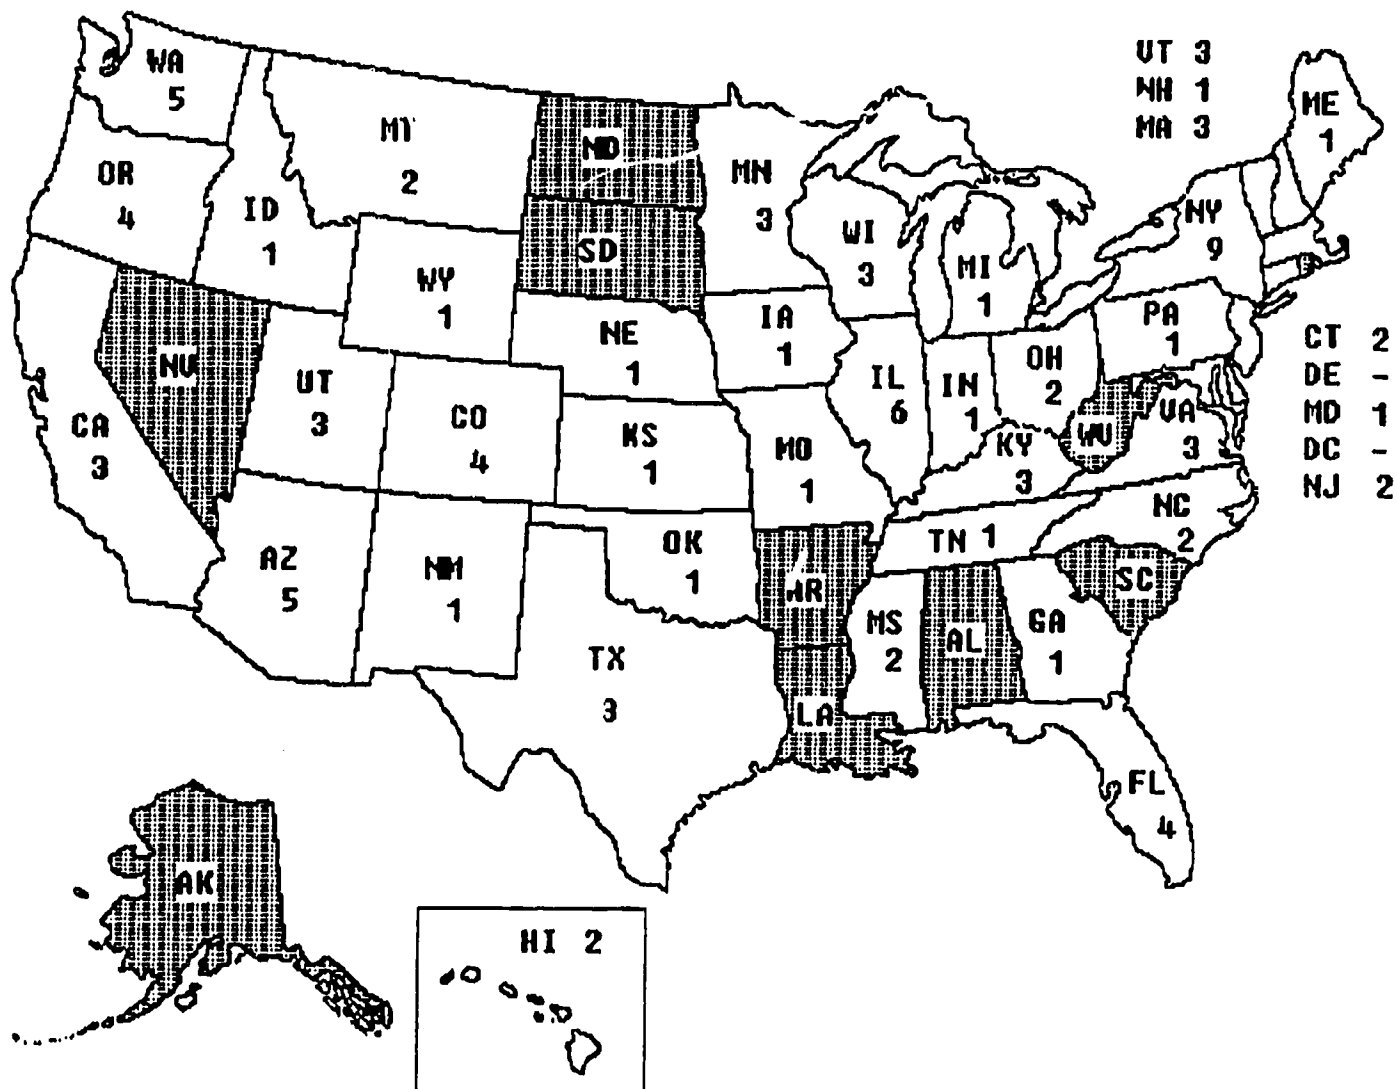 WA
5
VT 3
NH 1
MA 3
ME
1
MT
2
ND
OR
4
ID
1
MN
3
WI
3
MI
1
NY
9
SD
WY
1
NE
1
IA
1
PA
1
CT 2
DE -
MD 1
DC -
NJ 2
NV
UT
3
CO
4
KS
1
MO
1
IL
6
IN
1
OH
2
KY
3
WV
VA
3
CA
3
AZ
5
NM
1
OK
1
AR
TN 1
NC
2
SC
TX
3
MS
2
AL
GA
1
LA
FL
4
AK
HI 2